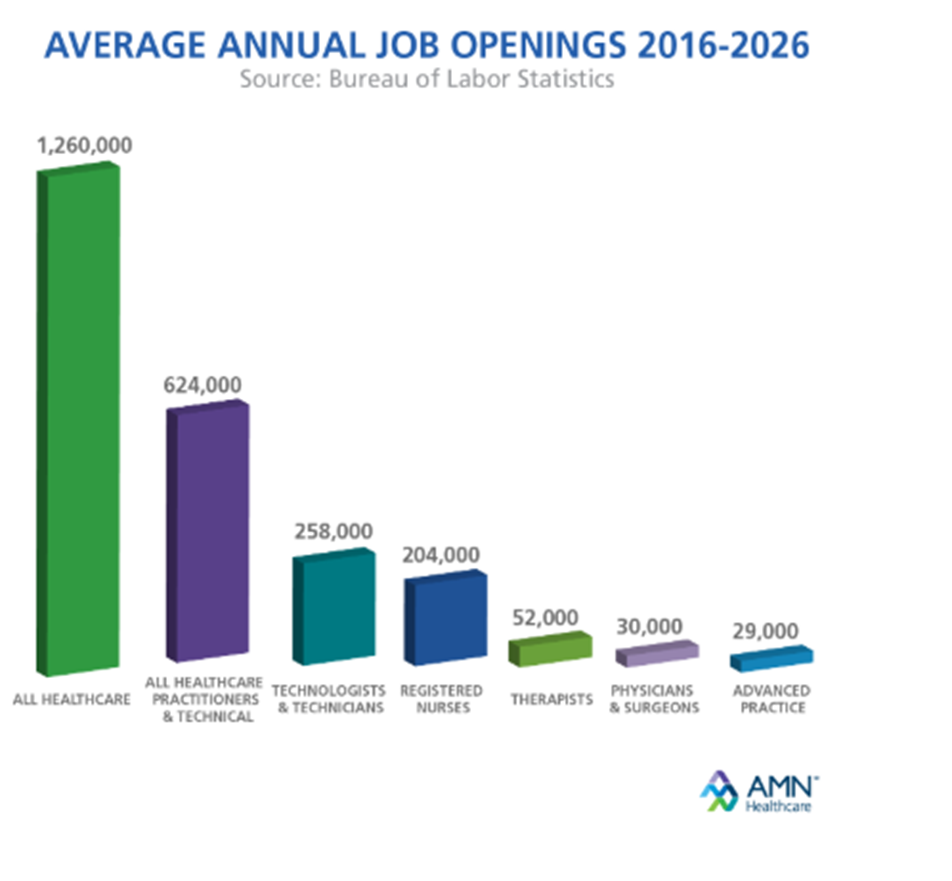 AVERAGE ANNUAL JOB OPENINGS 2016-2026
Source: Bureau of Labor Statistics
1,260,000
624,000
258,000
204,000
52,000
30,000
29,000
ALL HEALTHCARE
ALL HEALTHCARE
PRACTITIONERS
& TECHNICAL
TECHNOLOGISTS
& TECHNICIANS
REGISTERED
NURSES
THERAPISTS
PHYSICIANS
& SURGEONS
ADVANCED
PRACTICE
AMN™
Healthcare